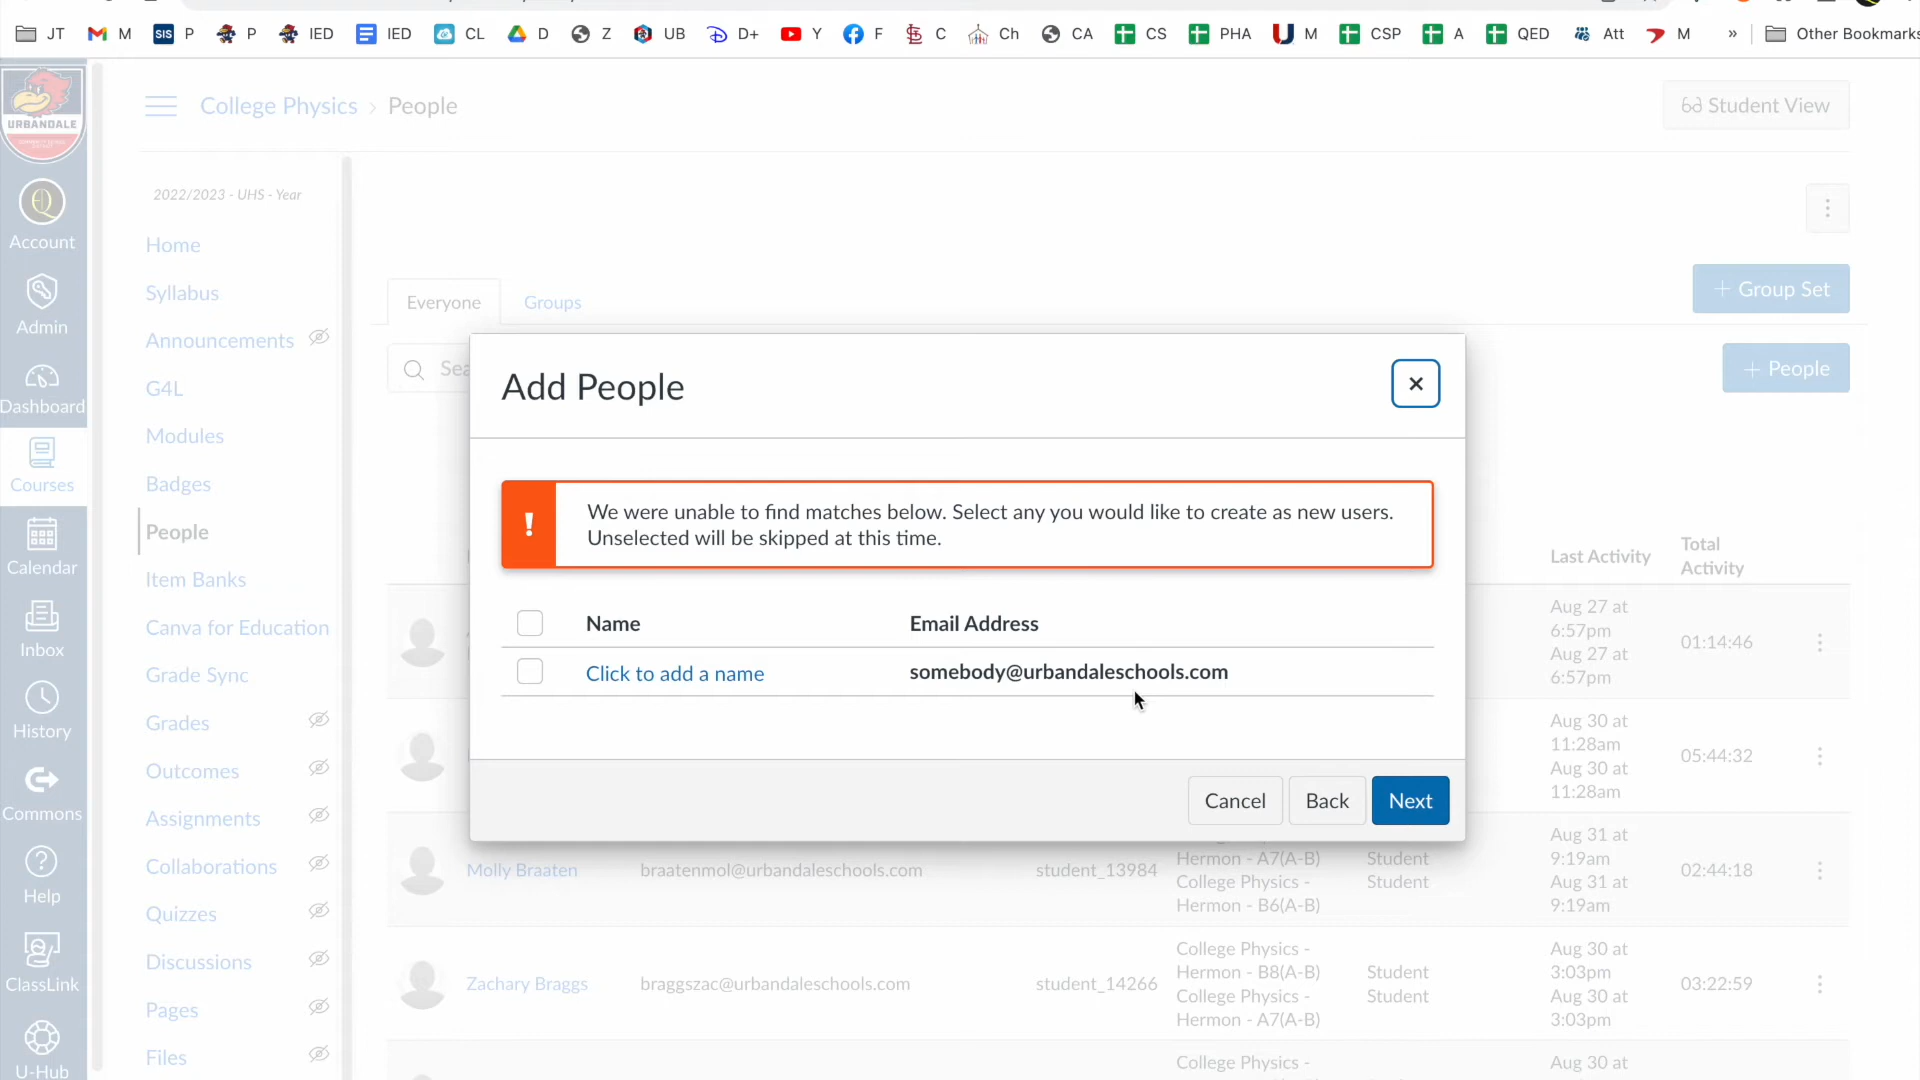 JT M SIS P P IED IED CL D Z UB D+ Y F C Ch CA CS PHA M CSP A QED Att M » Other Bookmarks
URBANDALE
College Physics › People
Student View
2022/2023 - UHS - Year
Account
Admin
Dashboard
Courses
Calendar
Inbox
History
Commons
Help
ClassLink
U-Hub
Home
Syllabus
Announcements
G4L
Modules
Badges
People
Item Banks
Canva for Education
Grade Sync
Grades
Outcomes
Assignments
Collaborations
Quizzes
Discussions
Pages
Files
Everyone Groups
+ Group Set
+ People
Add People
We were unable to find matches below. Select any you would like to create as new users.
Unselected will be skipped at this time.
Name Email Address
Click to add a name somebody@urbandaleschools.com
Cancel Back Next
Last Activity
Total
Activity
Aug 27 at
6:57pm
Aug 27 at
6:57pm
01:14:46
Aug 30 at
11:28am
Aug 30 at
11:28am
05:44:32
Molly Braaten braatenmol@urbandaleschools.com student_13984
Hermon - A7(A-B)
College Physics -
Hermon - B6(A-B)
Student
Student
Aug 31 at
9:19am
Aug 31 at
9:19am
02:44:18
Zachary Braggs braggszac@urbandaleschools.com student_14266
College Physics -
Hermon - B8(A-B)
College Physics -
Hermon - A7(A-B)
Student
Student
Aug 30 at
3:03pm
Aug 30 at
3:03pm
03:22:59
College Physics -
Aug 30 at